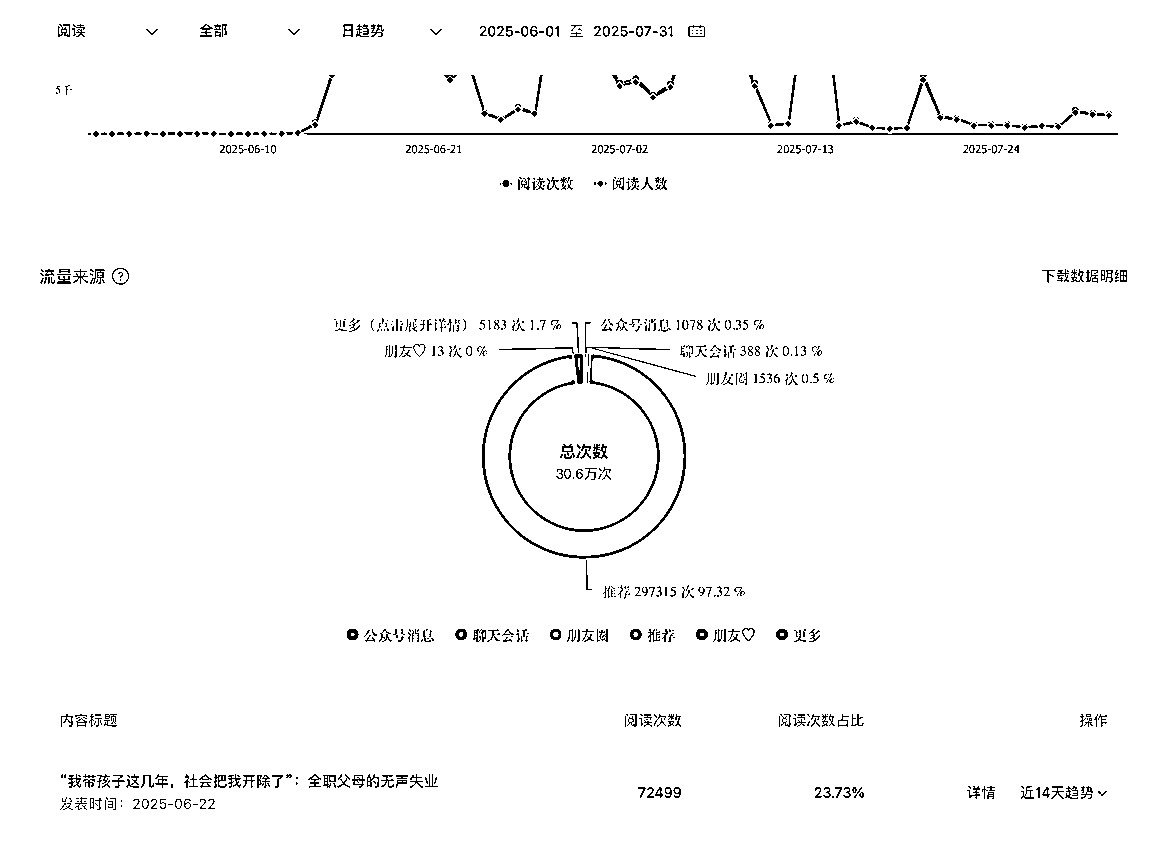 阅读 全部 日趋势 2025-06-01 至 2025-07-31
5千
2025-06-10 2025-06-21 2025-07-02 2025-07-13 2025-07-24
阅读次数 阅读人数
流量来源 ? 下载数据明细
更多（点击展开详情） 5183 次 1.7 % 公众号消息 1078 次 0.35 %
朋友♡ 13 次 0 % 聊天会话 388 次 0.13 %
朋友圈 1536 次 0.5 %
总次数
30.6万次
推荐 297315 次 97.32 %
公众号消息 聊天会话 朋友圈 推荐 朋友♡ 更多
内容标题 阅读次数 阅读次数占比 操作
“我带孩子这几年，社会把我开除了”：全职父母的无声失业
72499 23.73% 详情 近14天趋势
发表时间：2025-06-22